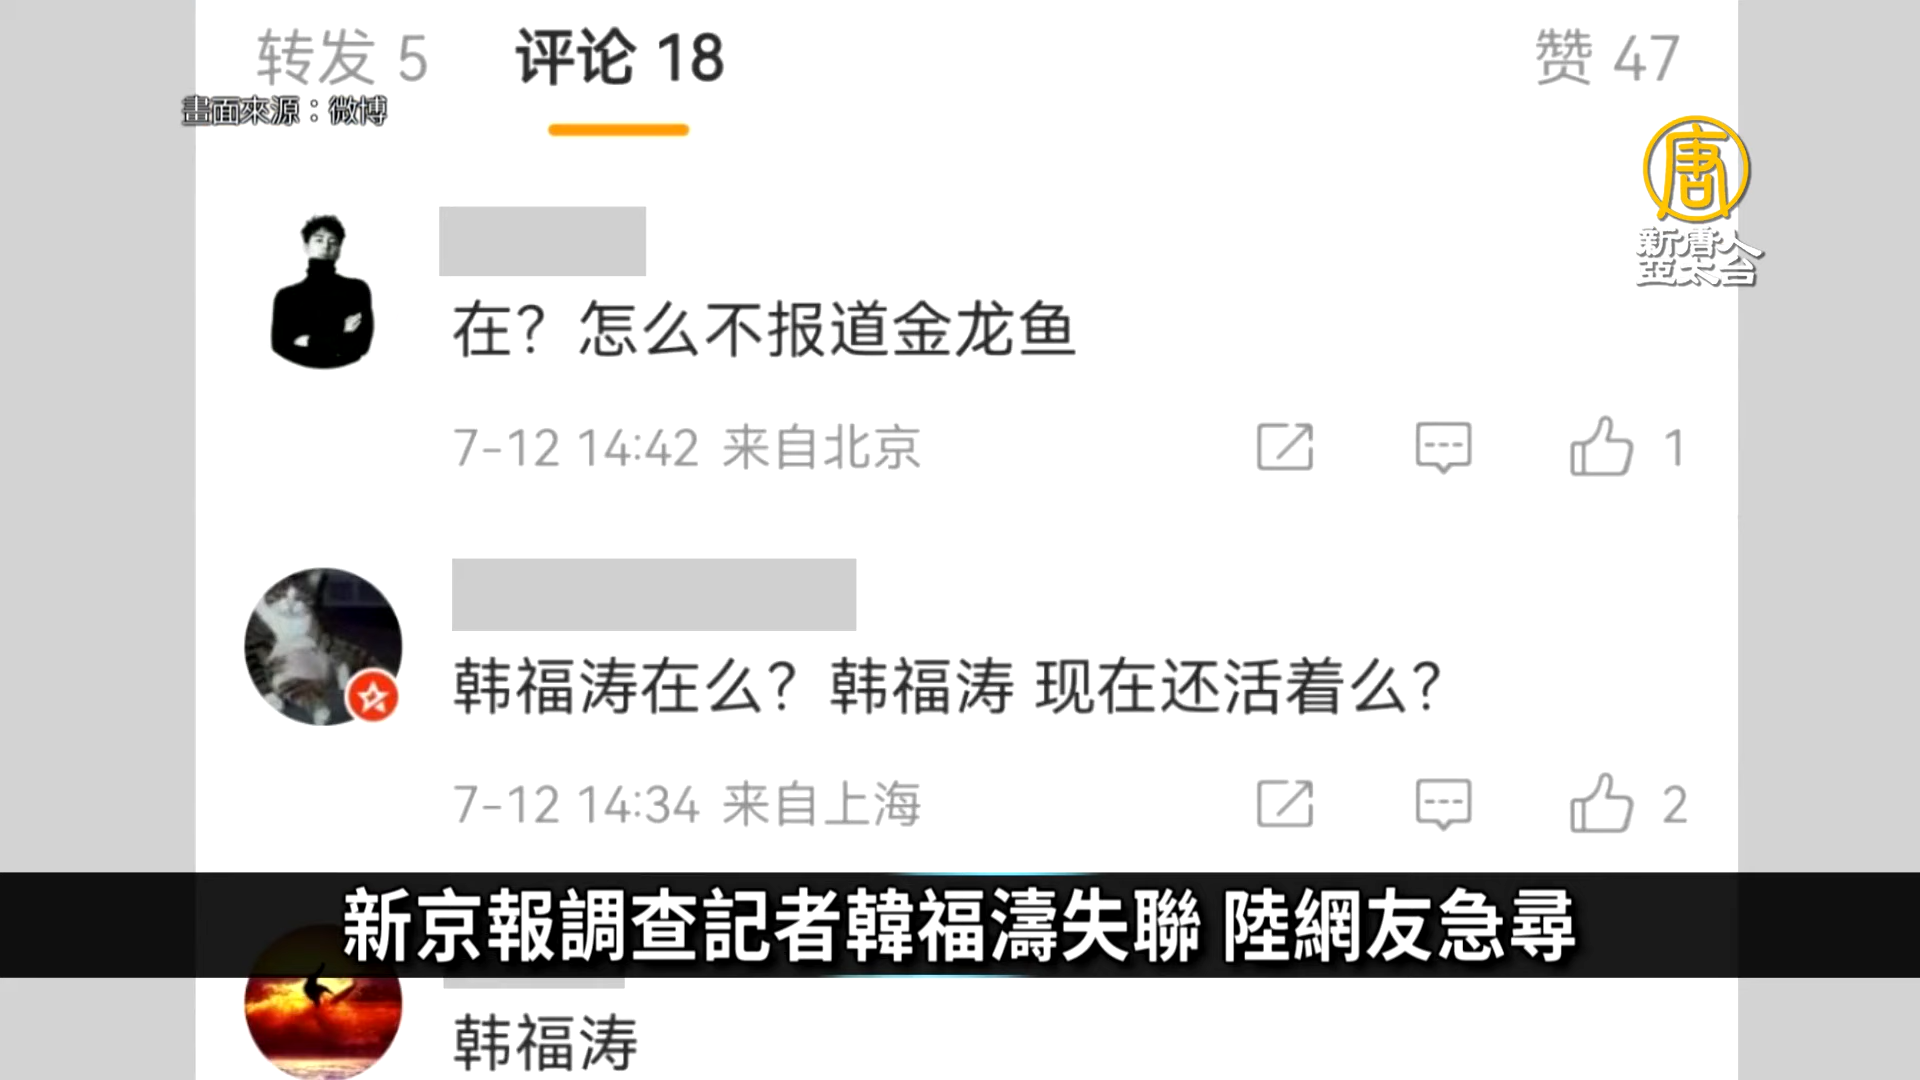 转发 5 评论 18 赞 47
畫面來源：微博
唐
新唐人
亞太台
在？怎么不报道金龙鱼
7-12 14:42 来自北京 1
韩福涛在么？韩福涛 现在还活着么？
7-12 14:34 来自上海 2
新京報調查記者韓福濤失聯 陸網友急尋
韩福涛